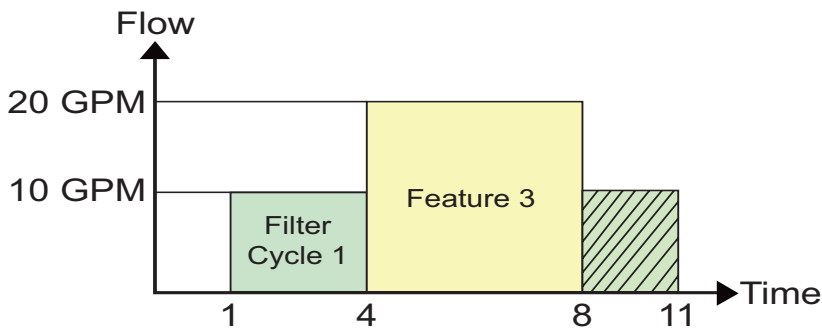 Flow
20 GPM
10 GPM
Filter
Cycle 1
Feature 3
Time
1
4
8
11